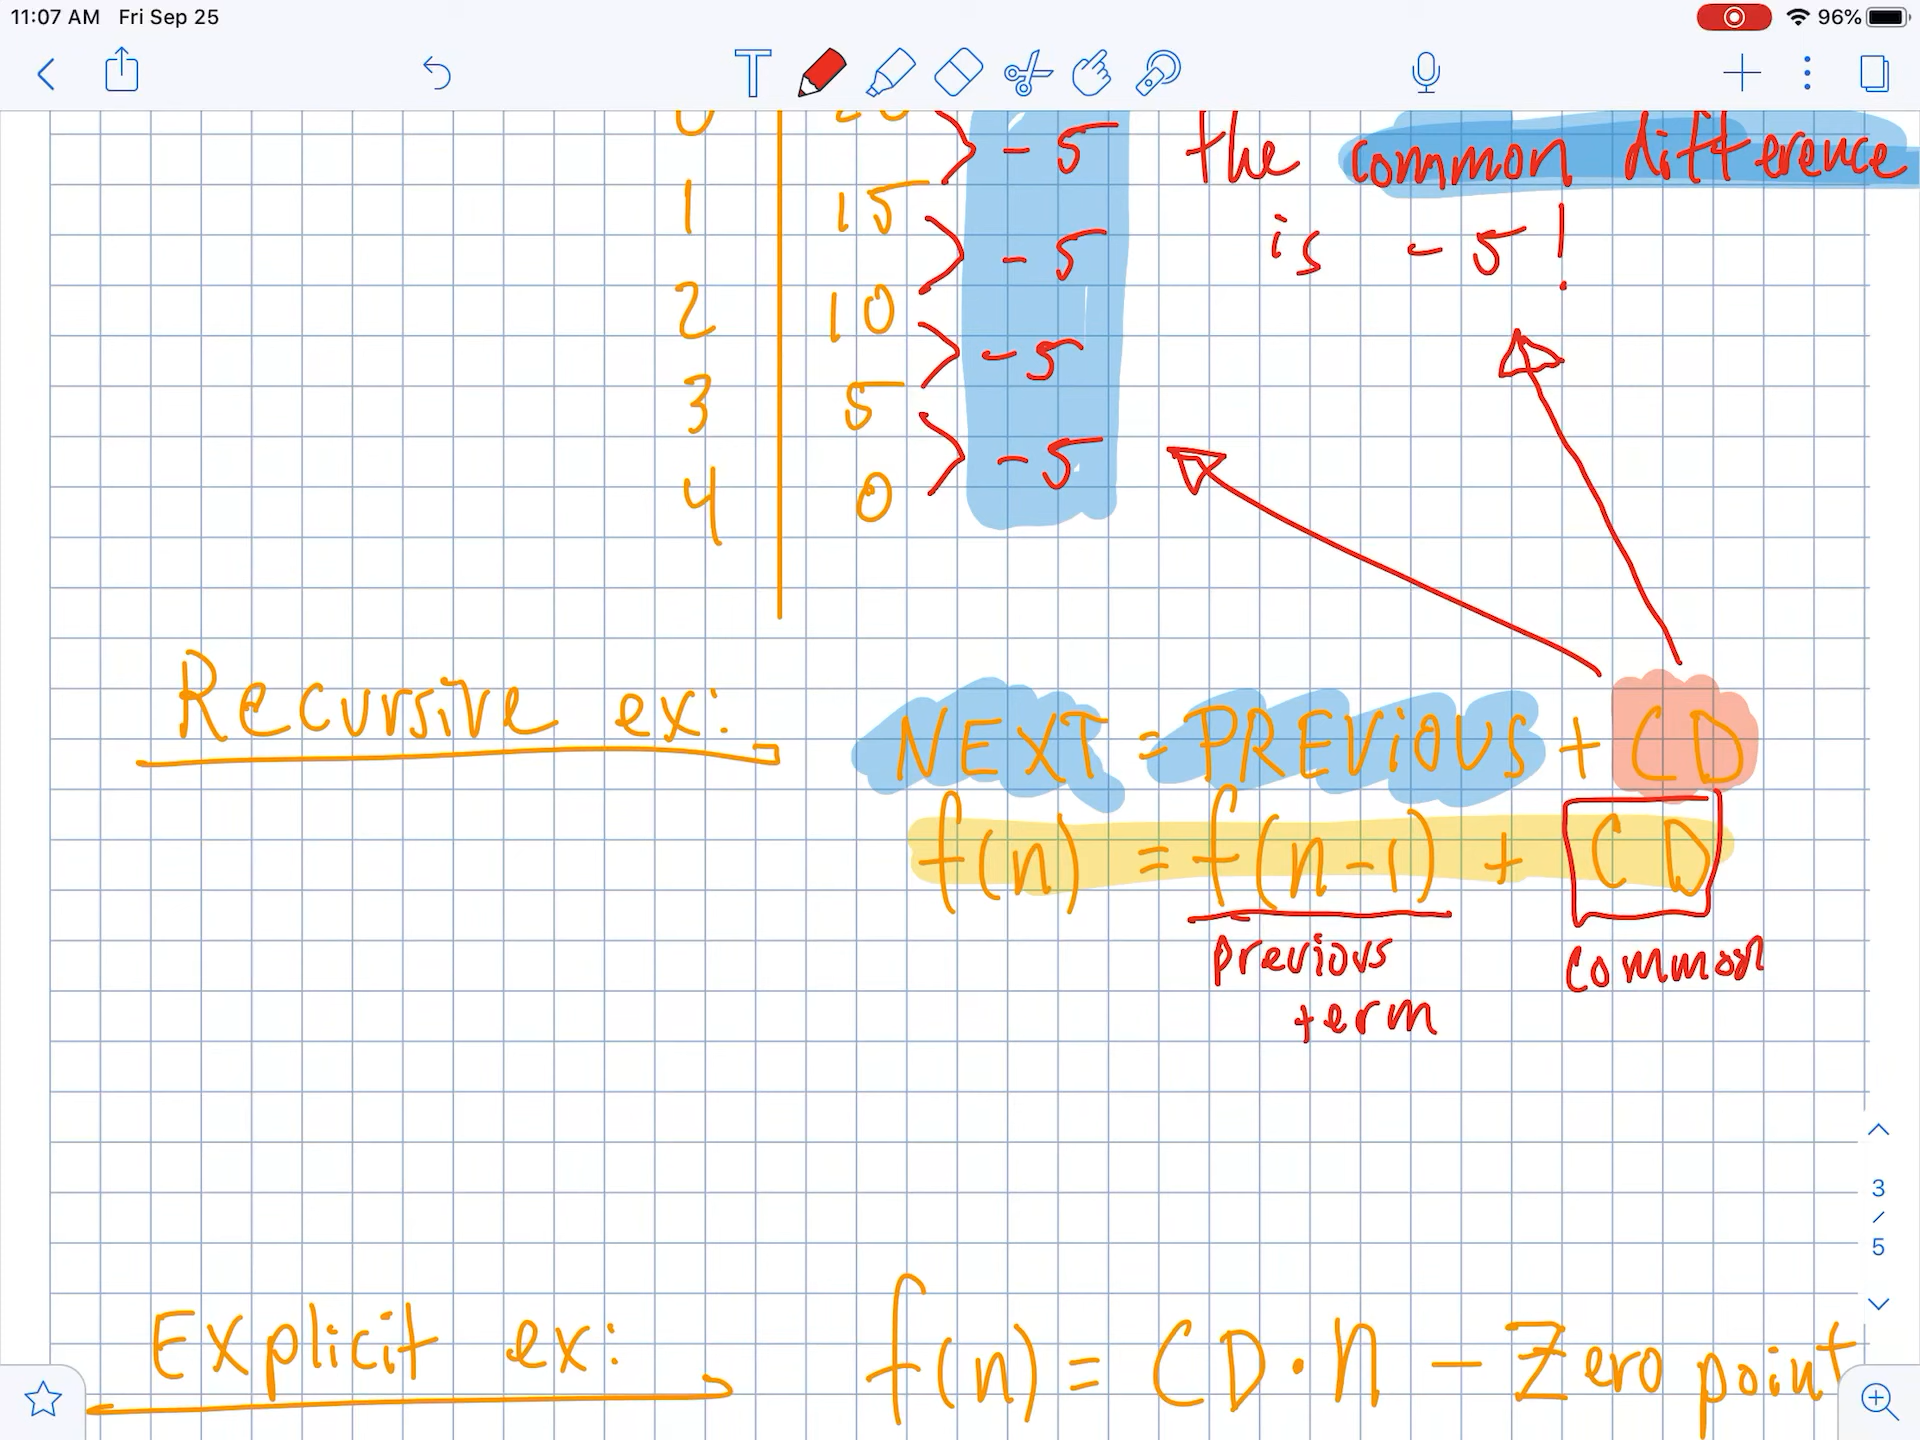 11:07 AM Fri Sep 25 96%
T
0 20
- 5 the common difference
1 15
- 5 is - 5!
2 10
- 5
3 5
- 5
4 0
Recursive ex: NEXT = PREViOUS + CD
f(n) = f(n-1) + CD
previous common
term
3
/
5
Explicit ex: f(n) = CD • n - Zero point